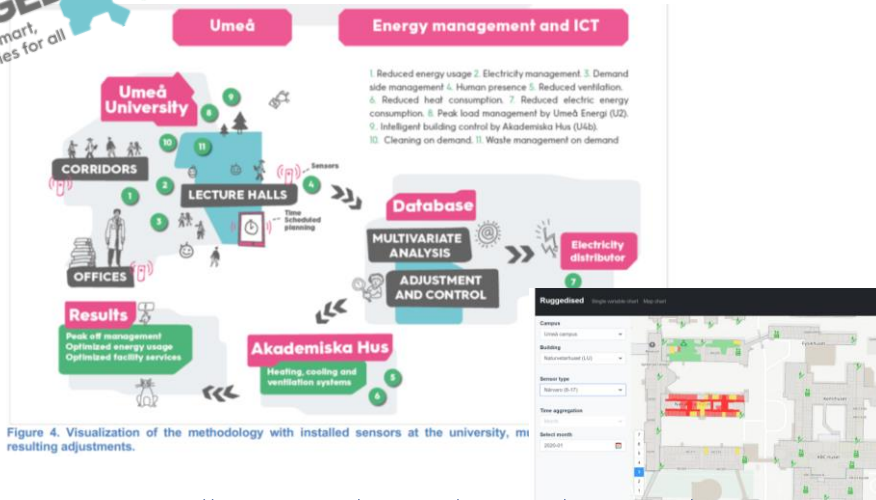 mart,
ies for all
Umeå
Energy management and ICT
1. Reduced energy usage 2. Electricity management. 3. Demand
side management 4. Human presence 5. Reduced ventilation.
6. Reduced heat consumption. 7. Reduced electric energy
consumption. 8. Peak load management by Umeå Energi (U2).
9. Intelligent building control by Akademiska Hus (U4b).
10. Cleaning on demand. 11. Waste management on demand
Umeå
University
9
8
10
11
CORRIDORS
Sensors
4
2
LECTURE HALLS
1
3
Time
Scheduled
planning
OFFICES
Database
MULTIVARIATE
ANALYSIS
ADJUSTMENT
AND CONTROL
Electricity
distributor
7
Results
Peak off management
Optimized energy usage
Optimized facility services
Akademiska Hus
Heating, cooling and
ventilation systems
5
6
Ruggedised Single variable chart Map chart
Campus
Umeå campus
Building
Naturvetarhuset (LU)
Sensor type
Närvaro (8-17)
Time aggregation
Select month
2020-01
Figure 4. Visualization of the methodology with installed sensors at the university,
resulting adjustments.